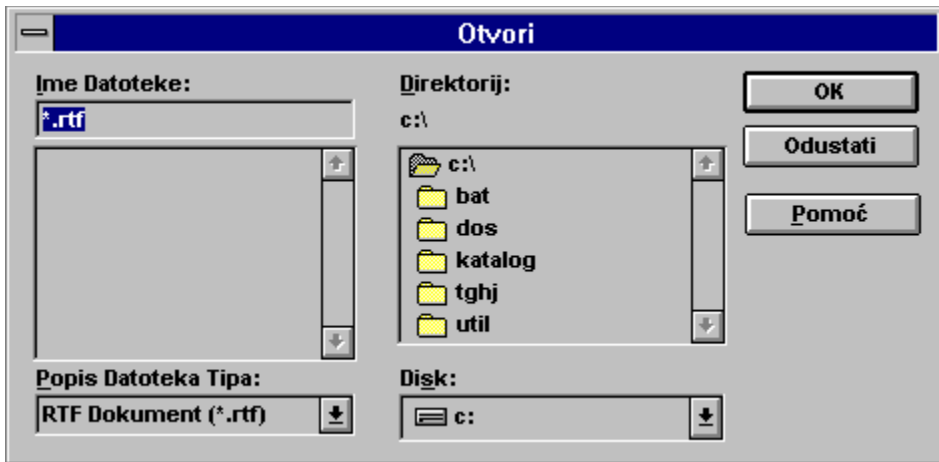 Otvori
Ime Datoteke:
*.rtf
Popis Datoteka Tipa:
RTF Dokument (*.rtf)
Direktorij:
c:\
c:\
bat
dos
katalog
tghj
util
Disk:
c:
OK
Odustati
Pomoć